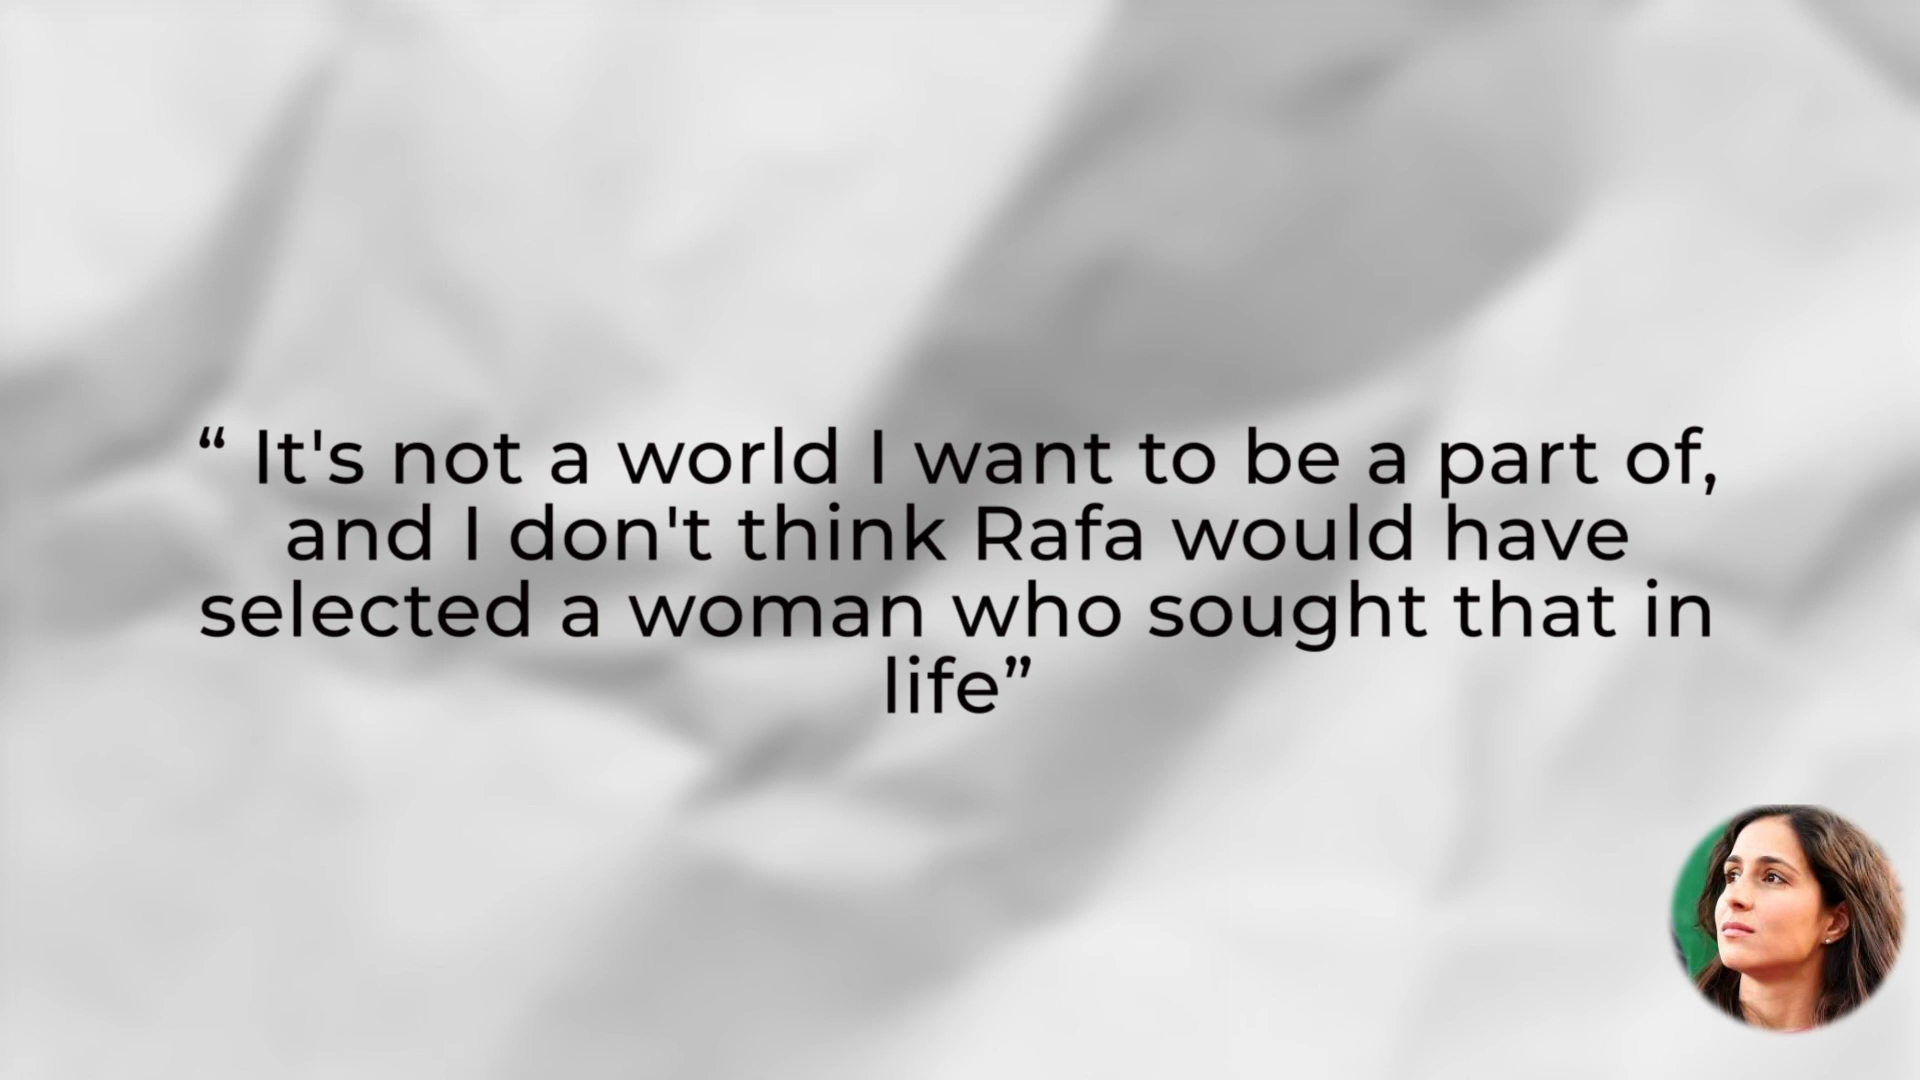 “ It's not a world I want to be a part of,
and I don't think Rafa would have
selected a woman who sought that in
life”